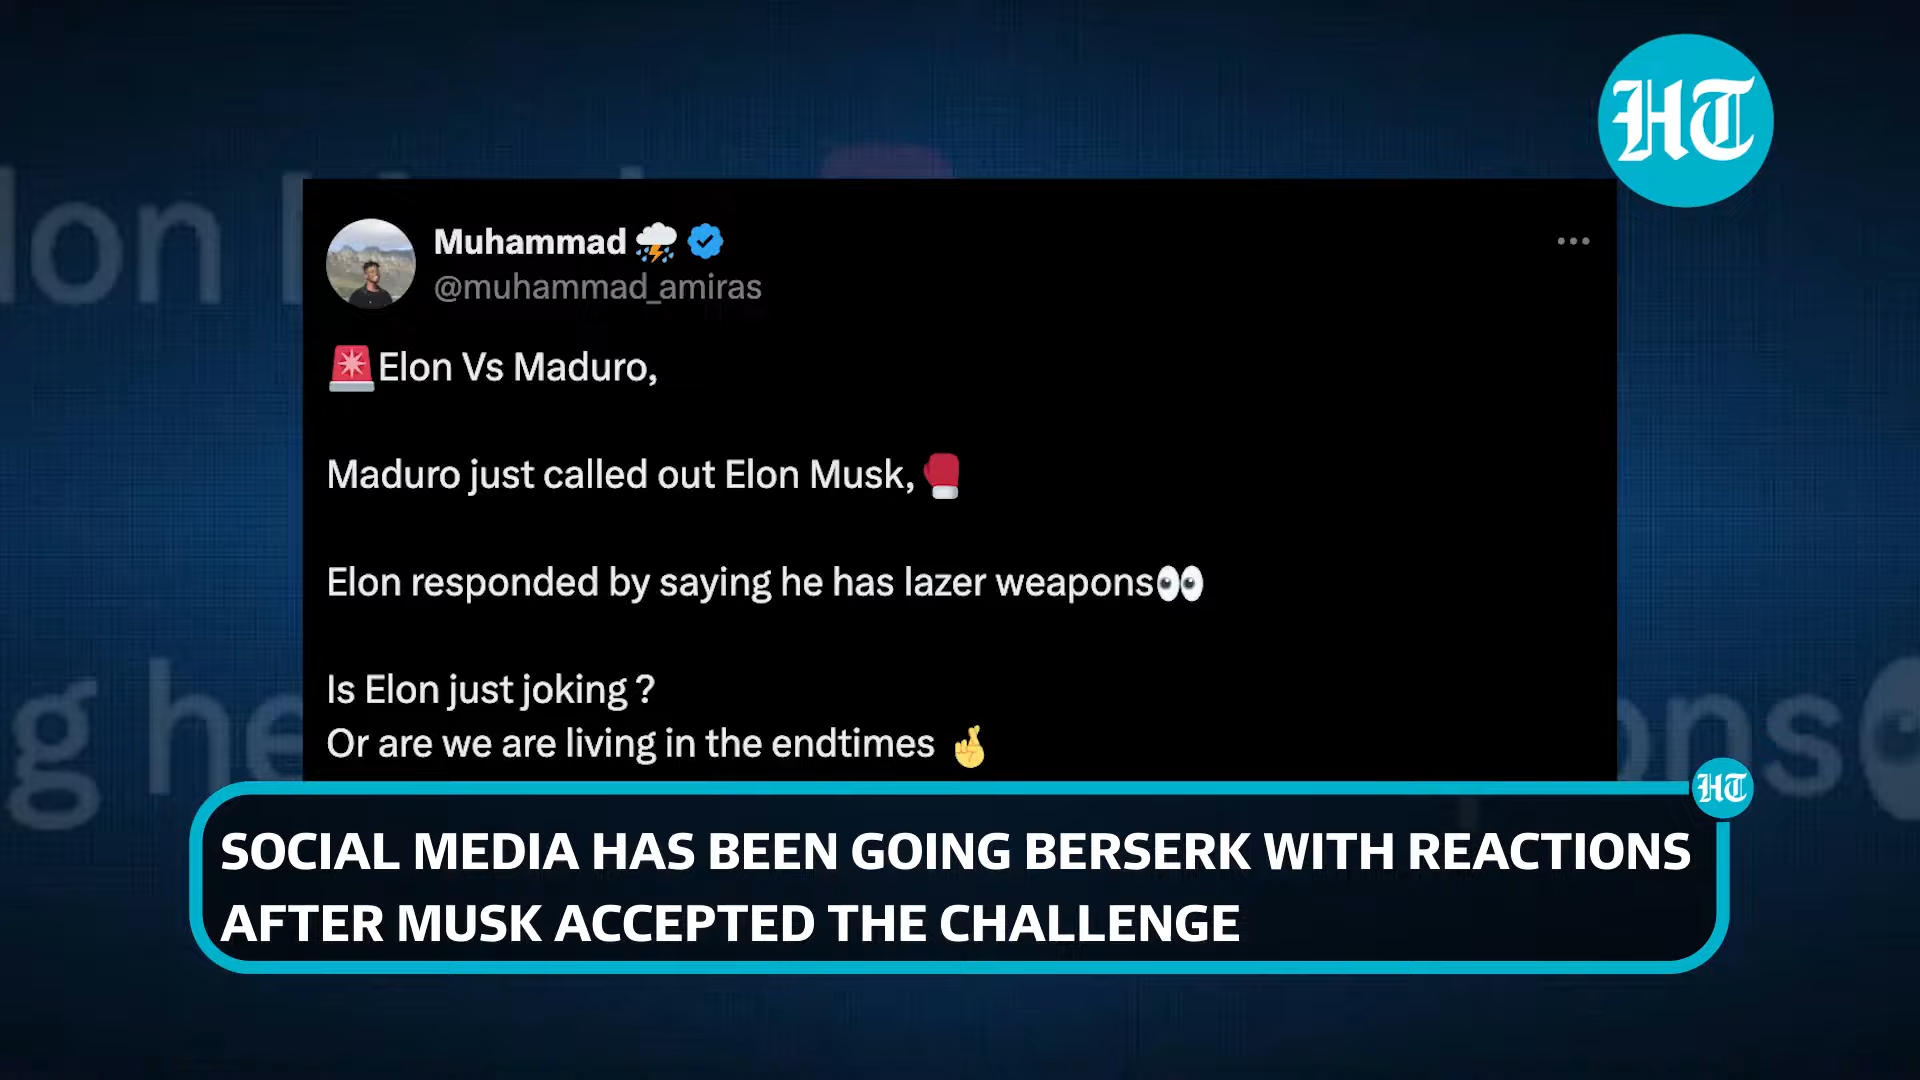 HT
Muhammad
@muhammad_amiras
Elon Vs Maduro,
Maduro just called out Elon Musk,
Elon responded by saying he has lazer weapons
Is Elon just joking ?
Or are we are living in the endtimes
HT
SOCIAL MEDIA HAS BEEN GOING BERSERK WITH REACTIONS
AFTER MUSK ACCEPTED THE CHALLENGE